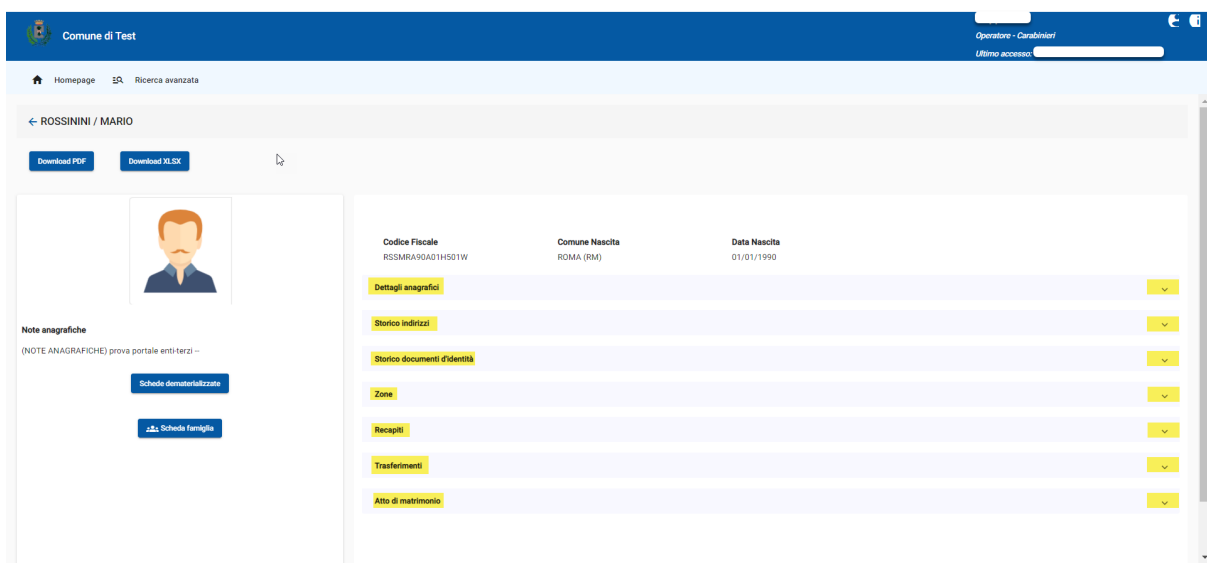 Comune di Test
Operatore - Carabinieri
Ultimo accesso:
Homepage
Ricerca avanzata
ROSSININI / MARIO
Download PDF
Download XLSX
Codice Fiscale
Comune Nascita
Data Nascita
RSSMRA90A01H501W
ROMA (RM)
01/01/1990
Dettagli anagrafici
Storico indirizzi
Note anagrafiche
(NOTE ANAGRAFICHE) prova portale enti-terzi --
Storico documenti d'identità
Schede dematerializzate
Zone
Scheda famiglia
Recapiti
Trasferimenti
Atto di matrimonio